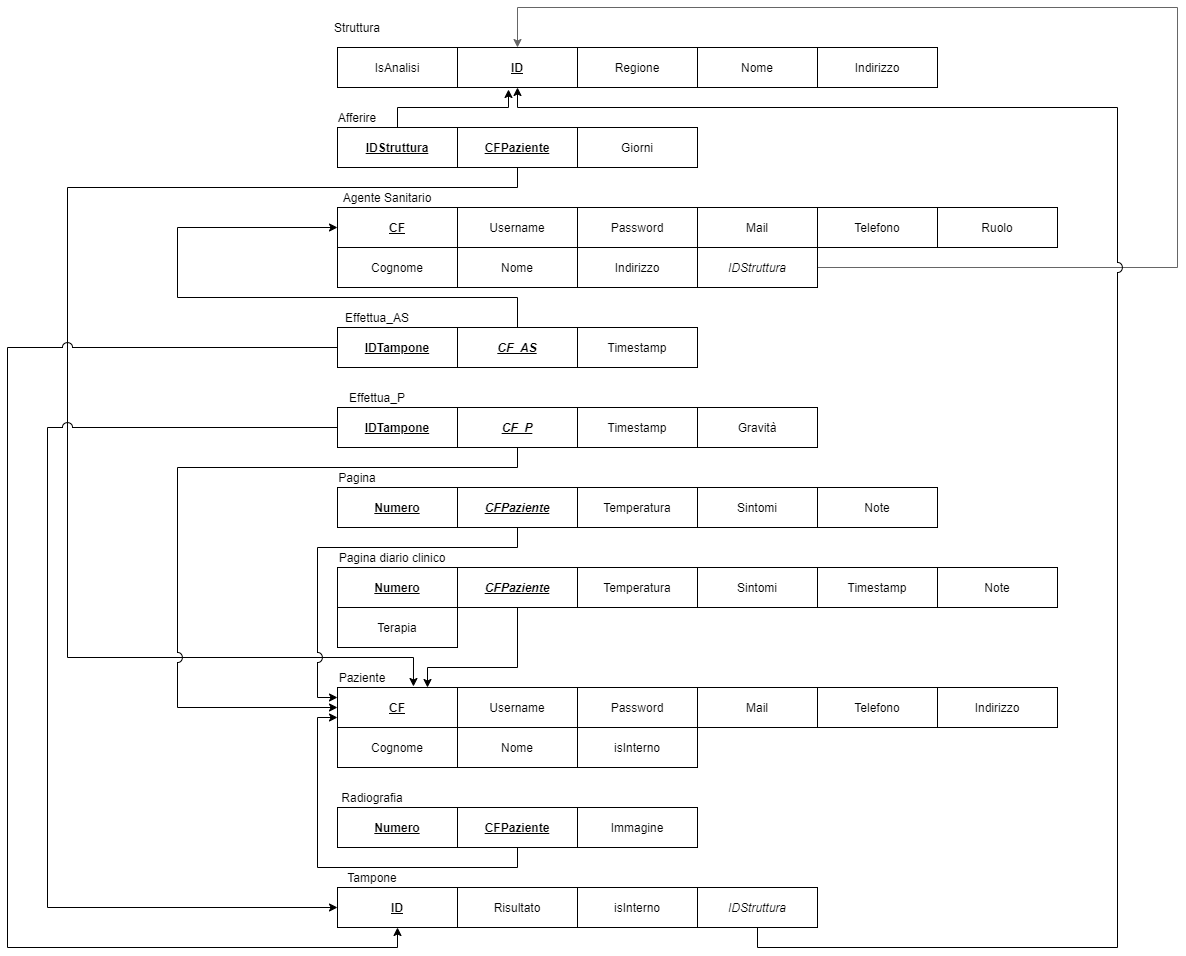 Struttura
IsAnalisi ID Regione Nome Indirizzo
Afferire
IDStruttura CFPaziente Giorni
Agente Sanitario
CF Username Password Mail Telefono Ruolo
Cognome Nome Indirizzo IDStruttura
Effettua_AS
IDTampone CF_AS Timestamp
Effettua_P
IDTampone CF_P Timestamp Gravità
Pagina
Numero CFPaziente Temperatura Sintomi Note
Pagina diario clinico
Numero CFPaziente Temperatura Sintomi Timestamp Note
Terapia
Paziente
CF Username Password Mail Telefono Indirizzo
Cognome Nome isInterno
Radiografia
Numero CFPaziente Immagine
Tampone
ID Risultato isInterno IDStruttura